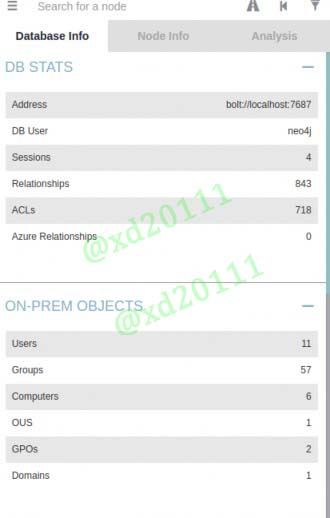 Search for a node
Database Info Node Info Analysis
DB STATS
Address bolt://localhost:7687
DB User neo4j
Sessions 4
Relationships 843
ACLs 718
Azure Relationships 0
@xd20111
ON-PREM OBJECTS
@xd20111
Users 11
Groups 57
Computers 6
OUS 1
GPOs 2
Domains 1